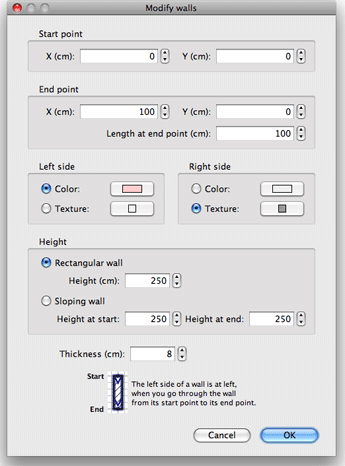 Modify walls
Start point
X (cm): 0 Y (cm): 0
End point
X (cm): 100 Y (cm): 0
Length at end point (cm): 100
Left side Right side
Color: Color:
Texture: Texture:
Height
Rectangular wall
Height (cm): 250
Sloping wall
Height at start: 250 Height at end: 250
Thickness (cm): 8
Start
The left side of a wall is at left,
when you go through the wall
from its start point to its end point.
End
Cancel OK